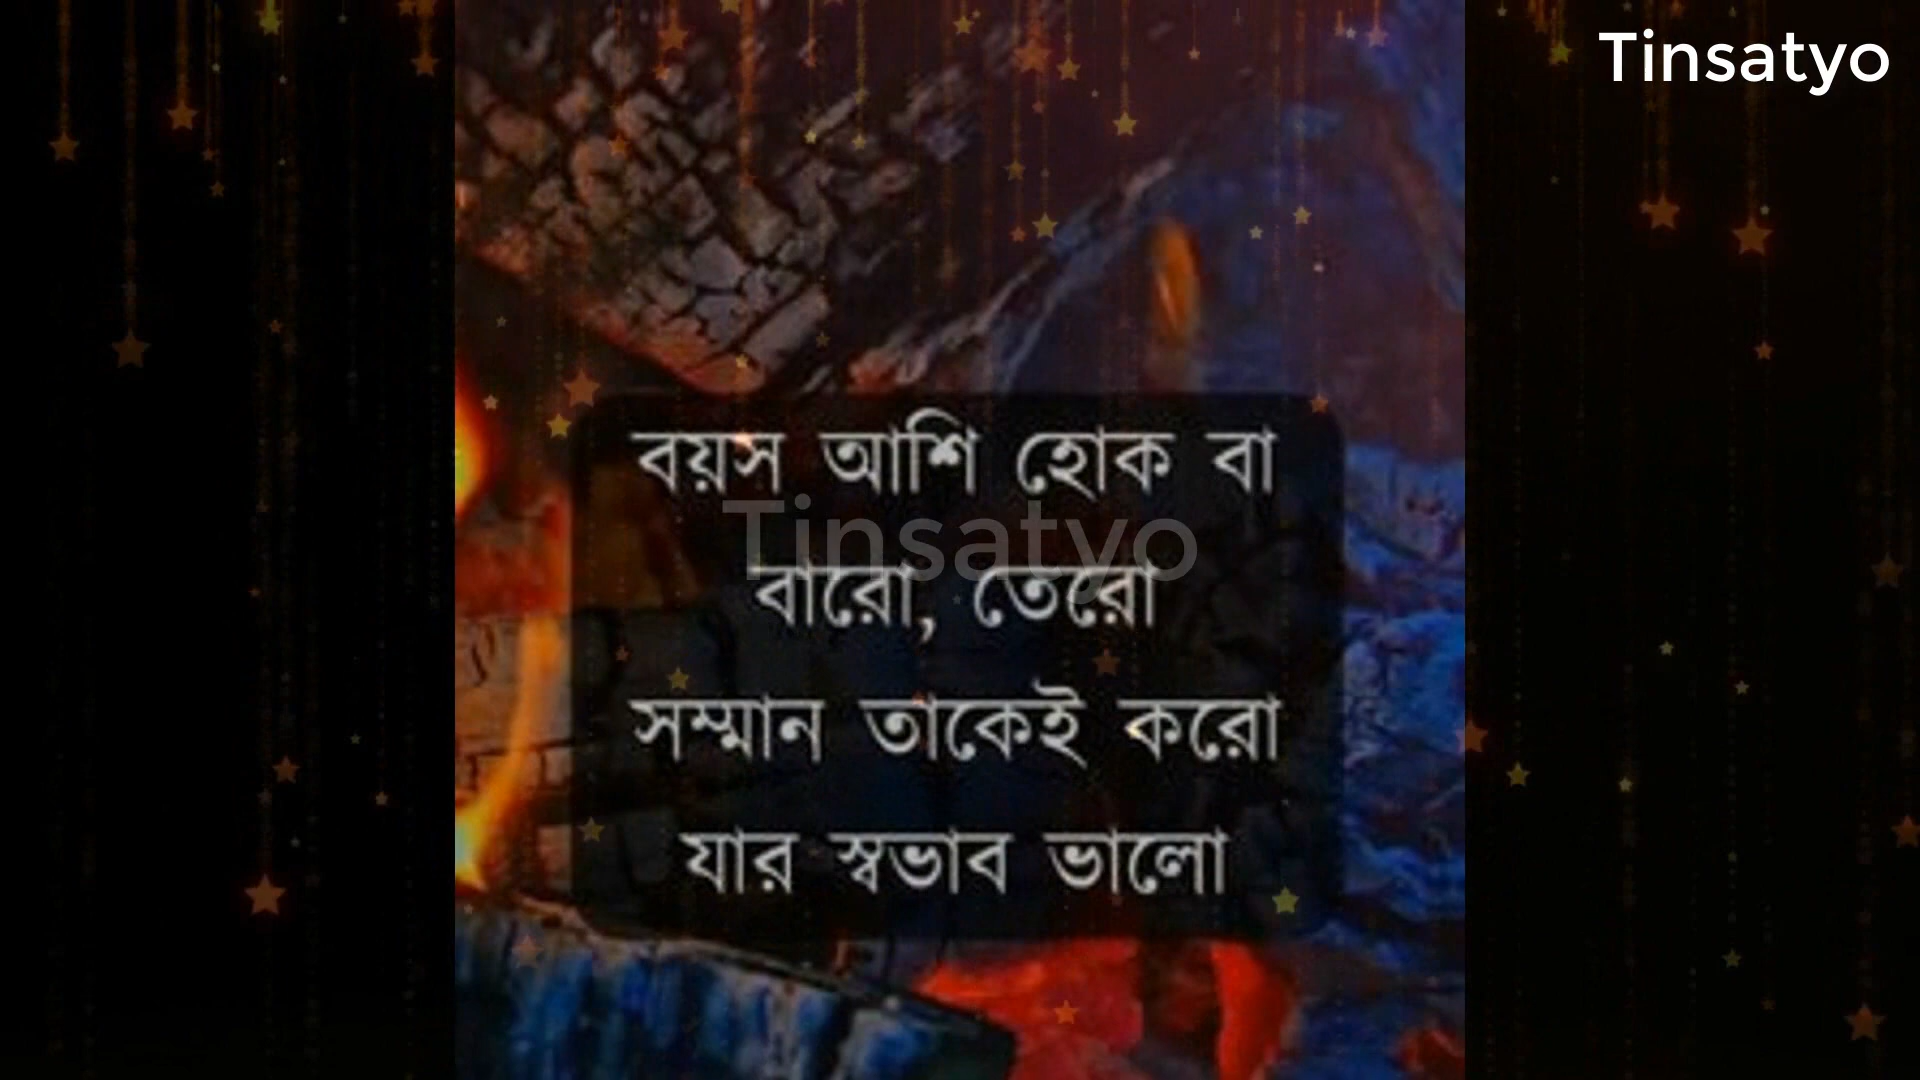 Tinsatyo
বয়স আশি হোক বা
Tinsatyo
বারো, তেরো
সম্মান তাকেই করো
যার স্বভাব ভালো